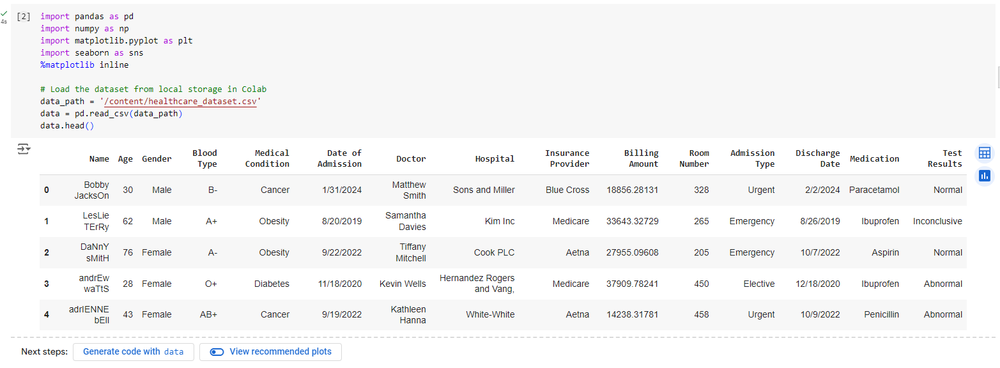 [2] import pandas as pd
4s
import numpy as np
import matplotlib.pyplot as plt
import seaborn as sns
%matplotlib inline
# Load the dataset from local storage in Colab
data_path = '/content/healthcare_dataset.csv'
data = pd.read_csv(data_path)
data.head()
Name Age Gender Blood Type Medical Condition Date of Admission Doctor Hospital Insurance Provider Billing Amount Room Number Admission Type Discharge Date Medication Test Results
0 Bobby JacksOn 30 Male B- Cancer 1/31/2024 Matthew Smith Sons and Miller Blue Cross 18856.28131 328 Urgent 2/2/2024 Paracetamol Normal
1 LesLie TErRy 62 Male A+ Obesity 8/20/2019 Samantha Davies Kim Inc Medicare 33643.32729 265 Emergency 8/26/2019 Ibuprofen Inconclusive
2 DaNnY sMitH 76 Female A- Obesity 9/22/2022 Tiffany Mitchell Cook PLC Aetna 27955.09608 205 Emergency 10/7/2022 Aspirin Normal
3 andrEw waTtS 28 Female O+ Diabetes 11/18/2020 Kevin Wells Hernandez Rogers and Vang, Medicare 37909.78241 450 Elective 12/18/2020 Ibuprofen Abnormal
4 adrIENNE bEll 43 Female AB+ Cancer 9/19/2022 Kathleen Hanna White-White Aetna 14238.31781 458 Urgent 10/9/2022 Penicillin Abnormal
Next steps: Generate code with data View recommended plots